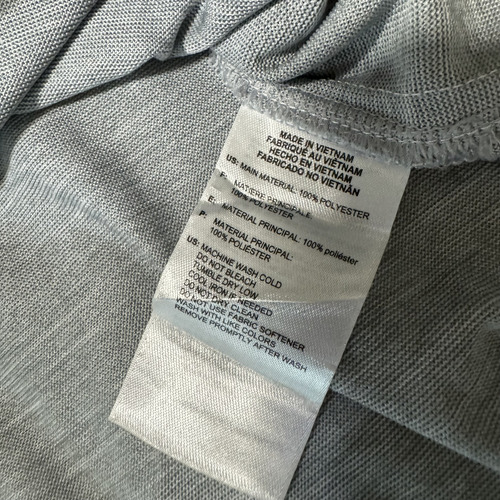 MADE IN VIETNAM
FABRIQUÉ AU VIÊTNAM
HECHO EN VIETNAM
FABRICADO NO VIETNÃN
US: MAIN MATERIAL: 100% POLYESTER
F: MATIÈRE PRINCIPALE:
100% POLYESTER
E: MATERIAL PRINCIPAL: 100% poliéster
P: MATERIAL PRINCIPAL:
100% POLIÉSTER
US: MACHINE WASH COLD
DO NOT BLEACH
TUMBLE DRY LOW
COOL IRON IF NEEDED
DO NOT DRY CLEAN
DO NOT USE FABRIC SOFTENER
WASH WITH LIKE COLORS
REMOVE PROMPTLY AFTER WASH